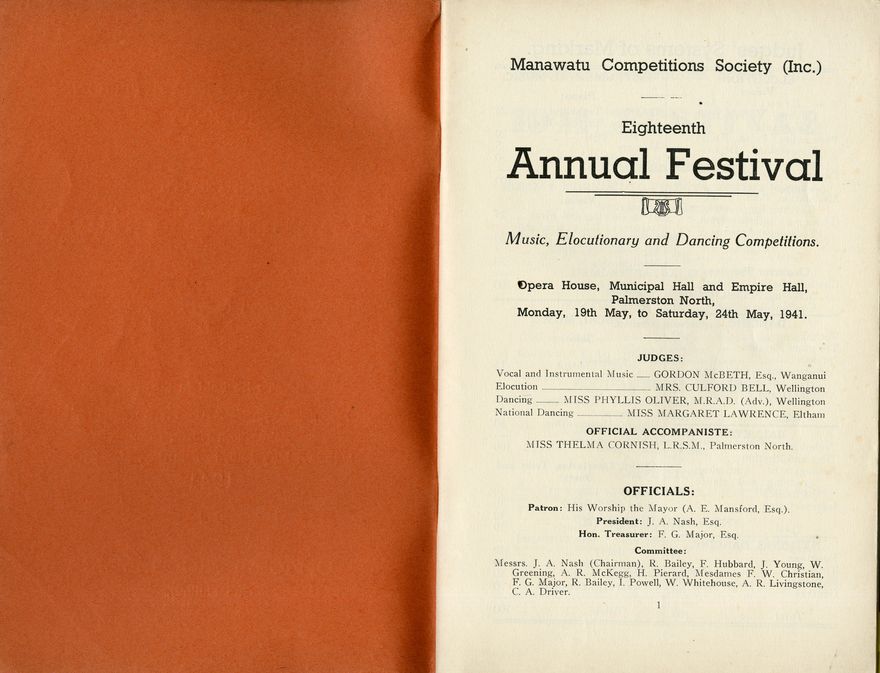 Manawatu Competitions Society (Inc.)
Eighteenth
Annual Festival
Music, Elocutionary and Dancing Competitions.
Opera House, Municipal Hall and Empire Hall,
Palmerston North,
Monday, 19th May, to Saturday, 24th May, 1941.
JUDGES:
Vocal and Instrumental Music — GORDON McBETH, Esq., Wanganui
Elocution — MRS. CULFORD BELL, Wellington
Dancing — MISS PHYLLIS OLIVER, M.R.A.D. (Adv.), Wellington
National Dancing — MISS MARGARET LAWRENCE, Eltham
OFFICIAL ACCOMPANISTE:
MISS THELMA CORNISH, L.R.S.M., Palmerston North.
OFFICIALS:
Patron: His Worship the Mayor (A. E. Mansford, Esq.).
President: J. A. Nash, Esq.
Hon. Treasurer: F. G. Major, Esq.
Committee:
Messrs. J. A. Nash (Chairman), R. Bailey, F. Hubbard, J. Young, W.
Greening, A. R. McKegg, H. Pierard, Mesdames F. W. Christian,
F. G. Major, R. Bailey, I. Powell, W. Whitehouse, A. R. Livingstone,
C. A. Driver.
1